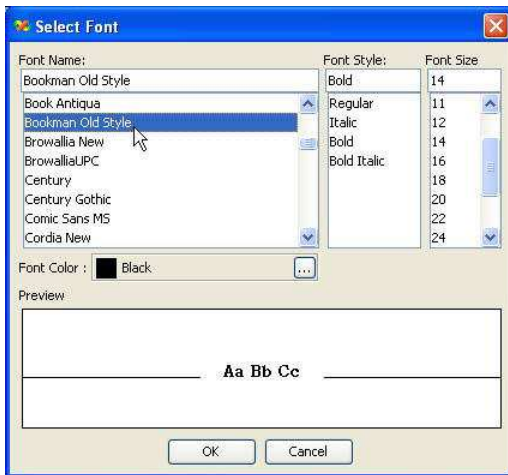 Select Font
Font Name: Font Style: Font Size
Bookman Old Style Bold 14
Book Antiqua Regular 11
Bookman Old Style Italic 12
Browallia New Bold 14
BrowalliaUPC Bold Italic 16
Century 18
Century Gothic 20
Comic Sans MS 22
Cordia New 24
Font Color : Black ...
Preview
Aa Bb Cc
OK Cancel